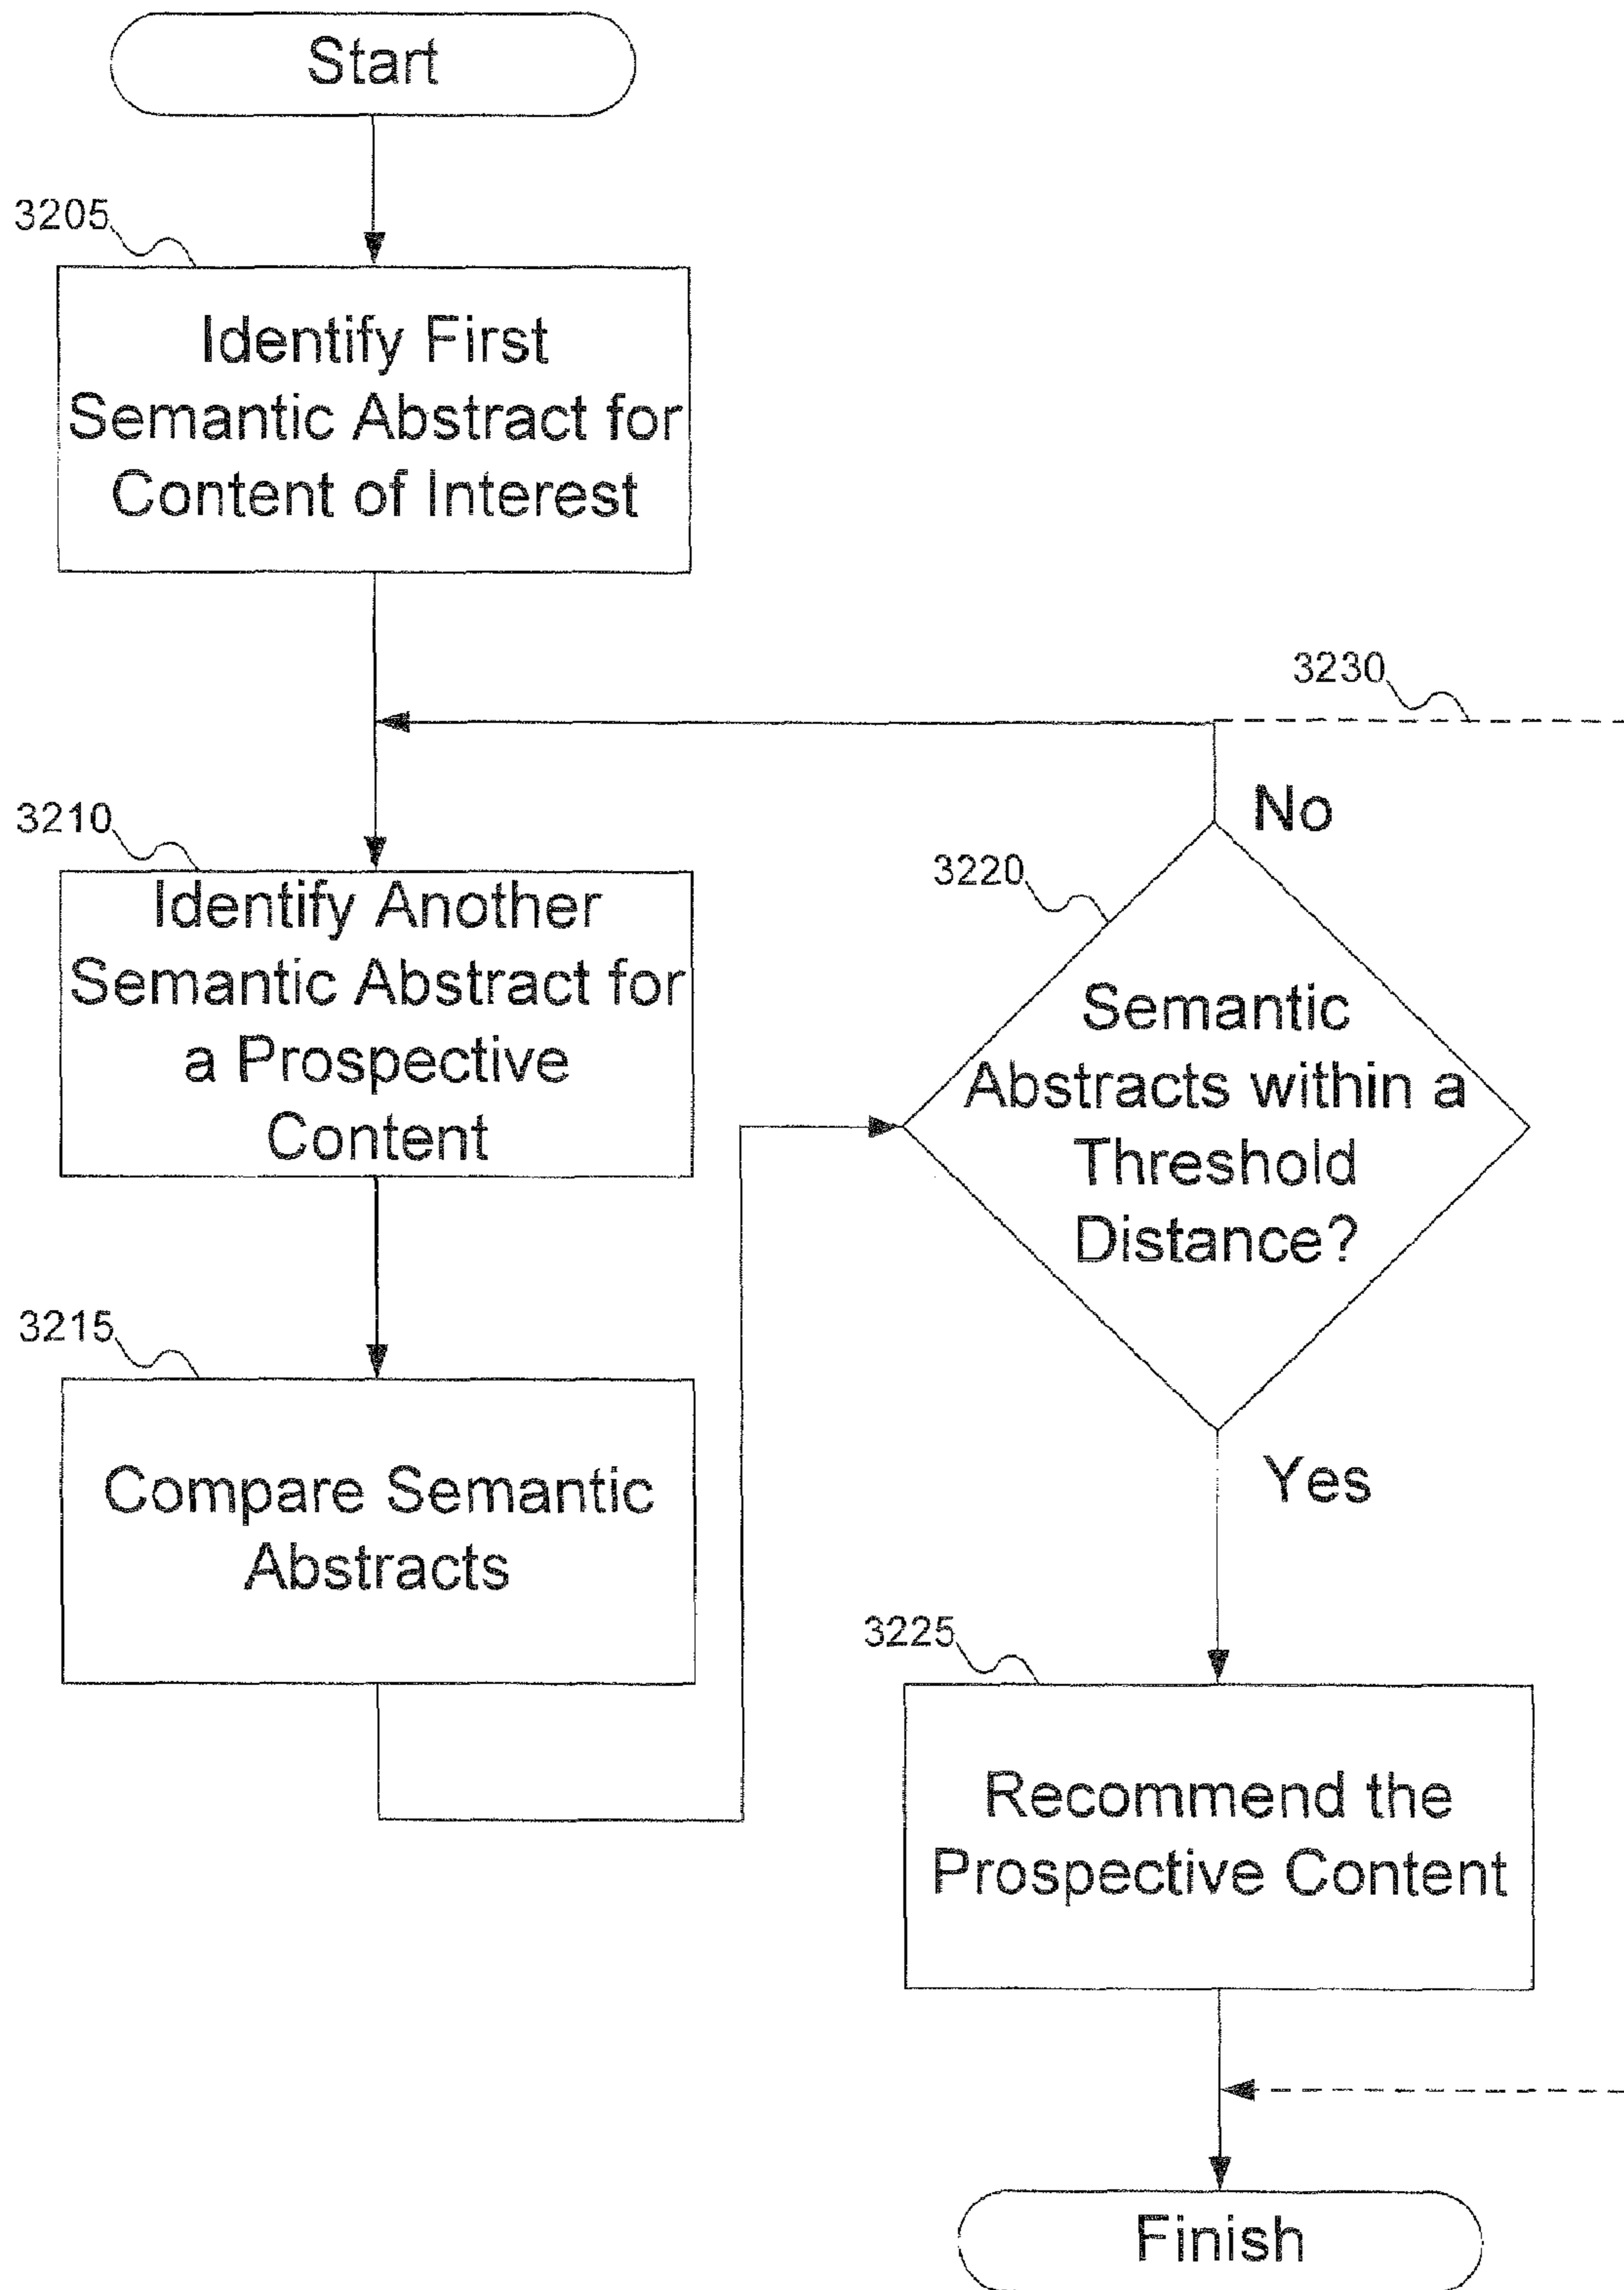 Start
3205
Identify First
Semantic Abstract for
Content of Interest
3230
No
3210
Identify Another
Semantic Abstract for
a Prospective
Content
3220
Semantic
Abstracts within a
Threshold
Distance?
3215
Compare Semantic
Abstracts
Yes
3225
Recommend the
Prospective Content
Finish